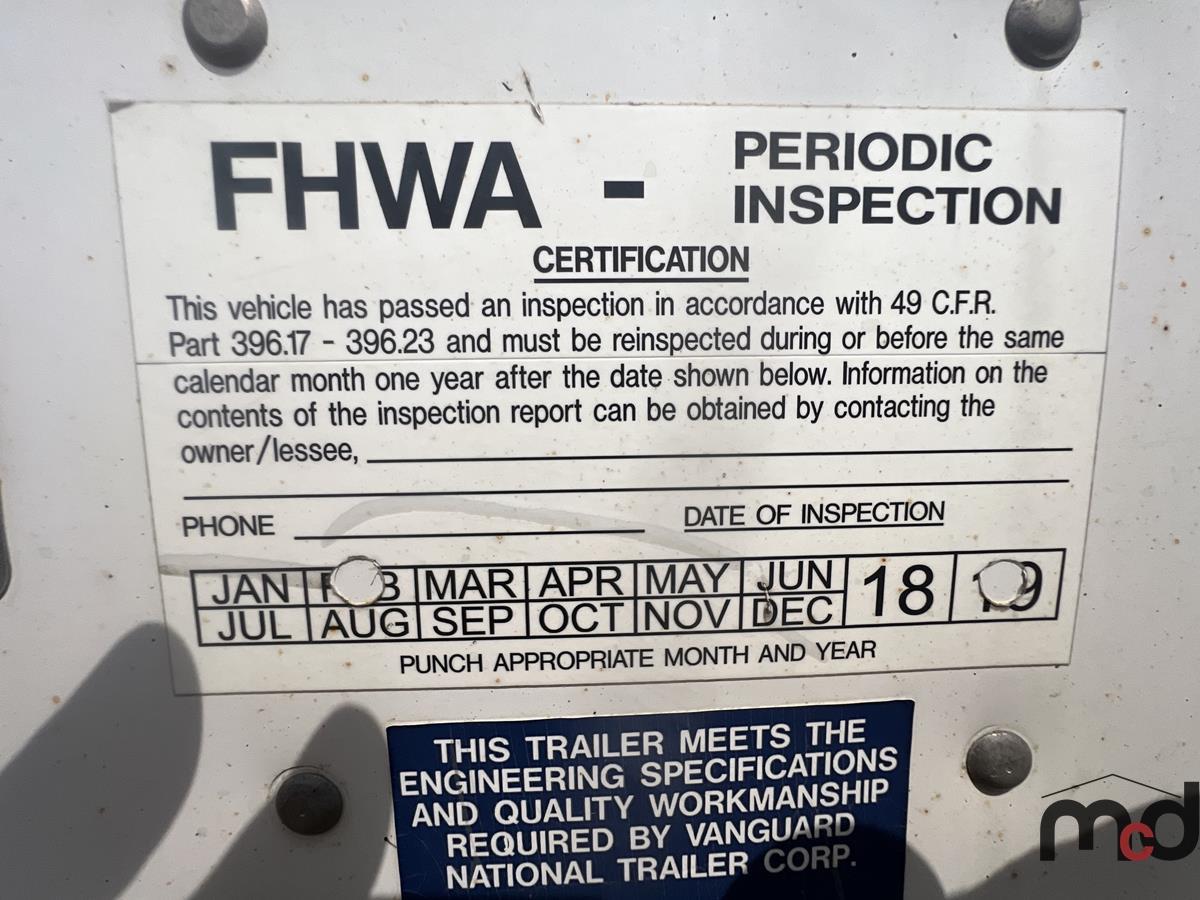 FHWA - PERIODIC INSPECTION
CERTIFICATION
This vehicle has passed an inspection in accordance with 49 C.F.R.
Part 396.17 - 396.23 and must be reinspected during or before the same
calendar month one year after the date shown below. Information on the
contents of the inspection report can be obtained by contacting the
owner/lessee,
PHONE DATE OF INSPECTION
JAN FEB MAR APR MAY JUN 18 19
JUL AUG SEP OCT NOV DEC
PUNCH APPROPRIATE MONTH AND YEAR
THIS TRAILER MEETS THE
ENGINEERING SPECIFICATIONS
AND QUALITY WORKMANSHIP
REQUIRED BY VANGUARD
NATIONAL TRAILER CORP.
mcd